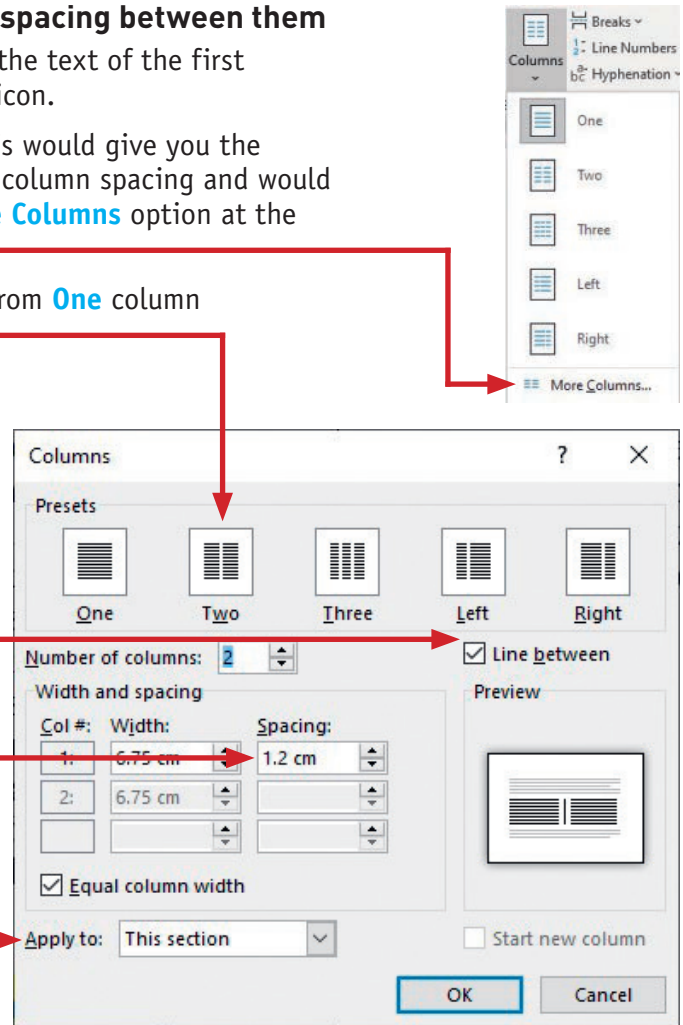 spacing between them
the text of the first
icon.
s would give you the
column spacing and would
e Columns option at the
rom One column
Columns
Breaks
Line Numbers
Hyphenation
One
Two
Three
Left
Right
More Columns...
Columns ? X
Presets
One Two Three Left Right
Number of columns: 2
Line between
Width and spacing
Preview
Col #: Width: Spacing:
1: 6.75 cm 1.2 cm
2: 6.75 cm
Equal column width
Apply to: This section
Start new column
OK Cancel